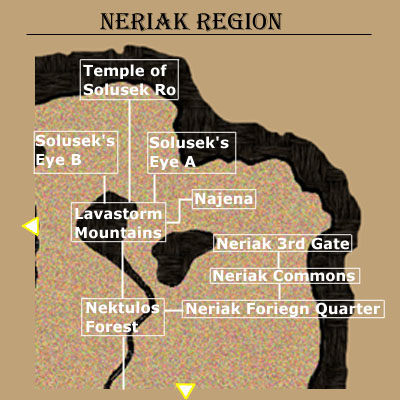 NERIAK REGION
Temple of
Solusek Ro
Solusek's
Eye B
Solusek's
Eye A
Najena
Lavastorm
Mountains
Neriak 3rd Gate
Neriak Commons
Nektulos
Forest
Neriak Foriegn Quarter